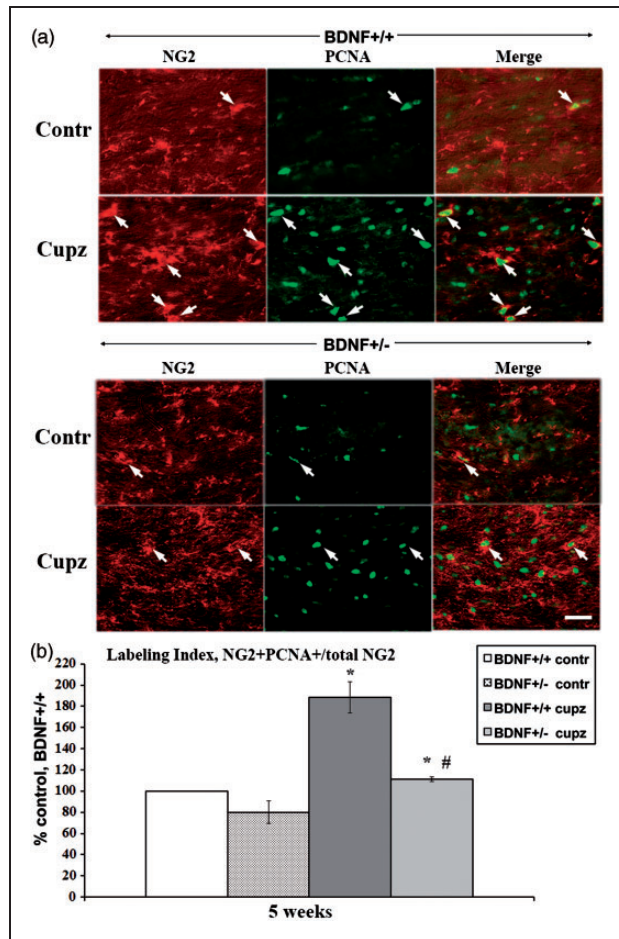 (a)
BDNF+/+
NG2 PCNA Merge
Contr
Cupz
BDNF+/-
NG2 PCNA Merge
Contr
Cupz
(b)
Labeling Index, NG2+PCNA+/total NG2
% control, BDNF+/+
220
200
180
160
140
120
100
80
60
40
20
0
*
* #
5 weeks
BDNF+/+ contr
BDNF+/- contr
BDNF+/+ cupz
BDNF+/- cupz